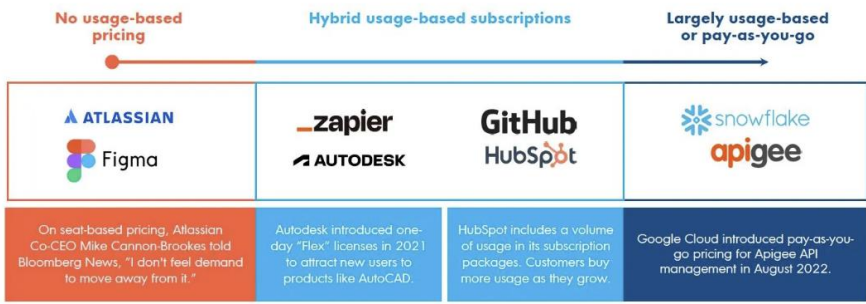 No usage-based
pricing
Hybrid usage-based subscriptions
Largely usage-based
or pay-as-you-go
ATLASSIAN
Figma
_zapier
AUTODESK
GitHub
HubSpot
snowflake
apigee
On seat-based pricing, Atlassian
Co-CEO Mike Cannon-Brookes told
Bloomberg News, "I don't feel demand
to move away from it."
Autodesk introduced one-
day "Flex" licenses in 2021
to attract new users to
products like AutoCAD.
HubSpot includes a volume
of usage in its subscription
packages. Customers buy
more usage as they grow.
Google Cloud introduced pay-as-you-
go pricing for Apigee API
management in August 2022.